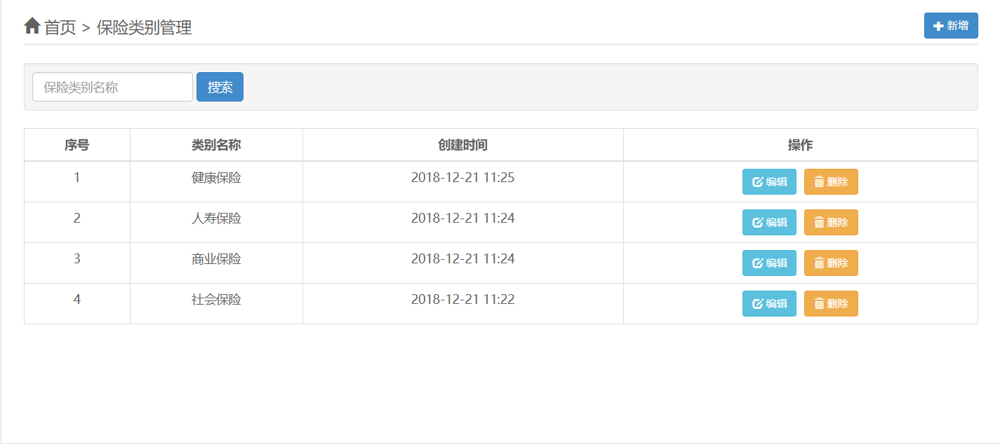 首页 > 保险类别管理
新增
保险类别名称 搜索
序号 类别名称 创建时间 操作
1 健康保险 2018-12-21 11:25 编辑 删除
2 人寿保险 2018-12-21 11:24 编辑 删除
3 商业保险 2018-12-21 11:24 编辑 删除
4 社会保险 2018-12-21 11:22 编辑 删除